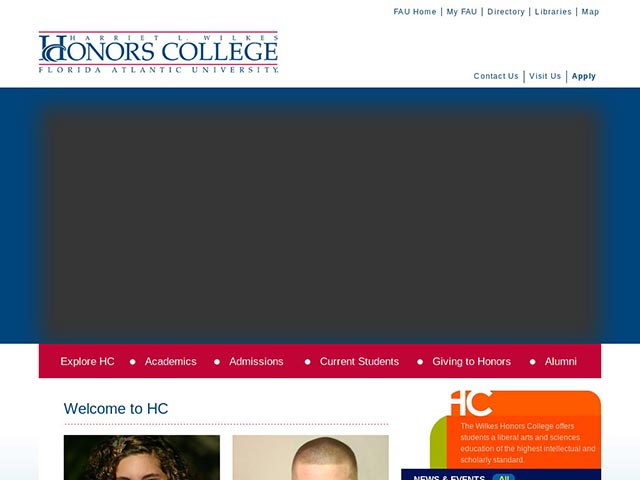 FAU Home | My FAU | Directory | Libraries | Map
HARRIET L. WILKES
HONORS COLLEGE
FLORIDA ATLANTIC UNIVERSITY
Contact Us | Visit Us | Apply
Explore HC • Academics • Admissions • Current Students • Giving to Honors • Alumni
Welcome to HC
HC
The Wilkes Honors College offers
students a liberal arts and sciences
education of the highest intellectual and
scholarly standard.
NEWS & EVENTS All